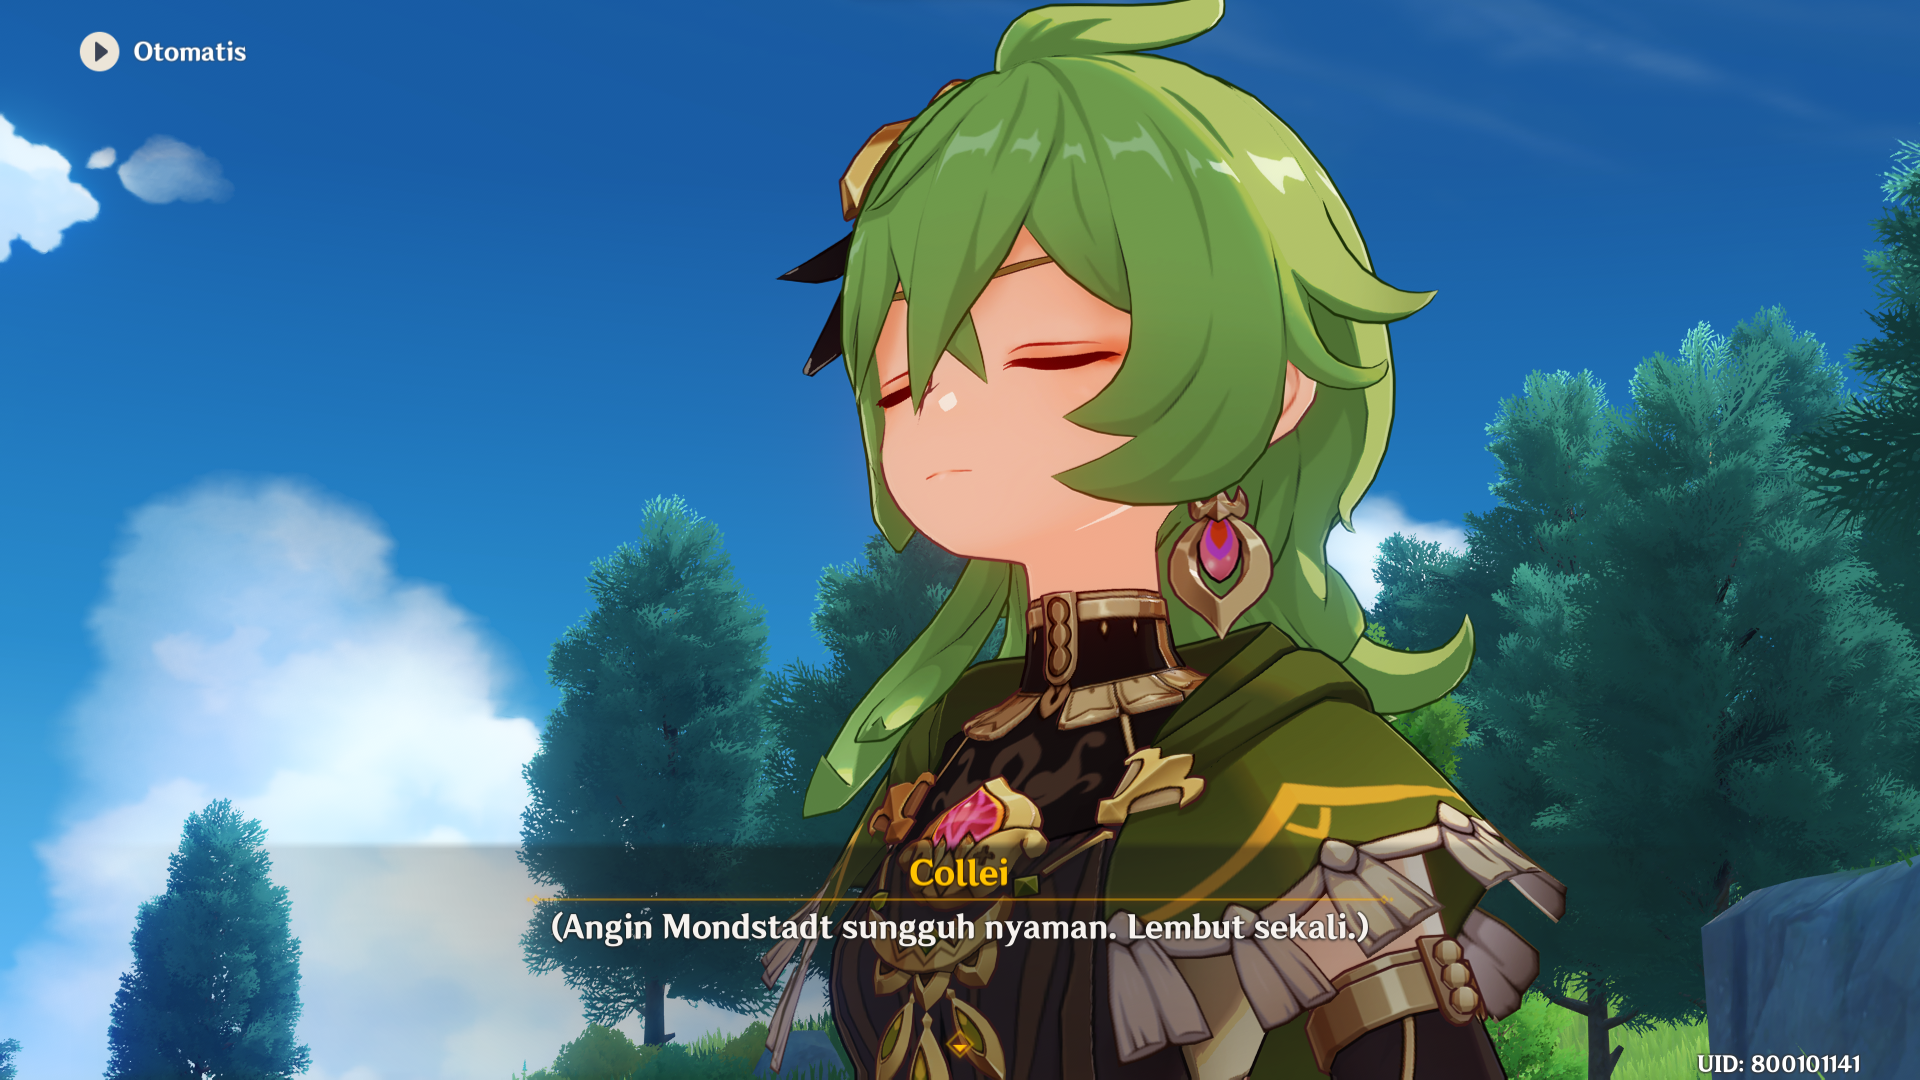 Otomatis
Collei
(Angin Mondstadt sungguh nyaman. Lembut sekali.)
UID: 800101141